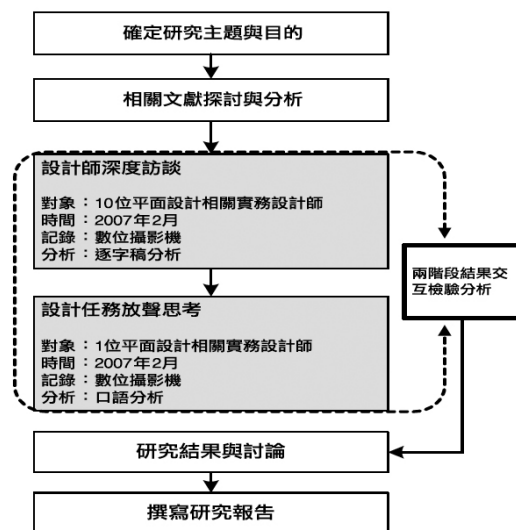 確定研究主題與目的
相關文獻探討與分析
設計師深度訪談
對象：10位平面設計相關實務設計師
時間：2007年2月
記錄：數位攝影機
分析：逐字稿分析
設計任務放聲思考
對象：1位平面設計相關實務設計師
時間：2007年2月
記錄：數位攝影機
分析：口語分析
兩階段結果交
互檢驗分析
研究結果與討論
撰寫研究報告